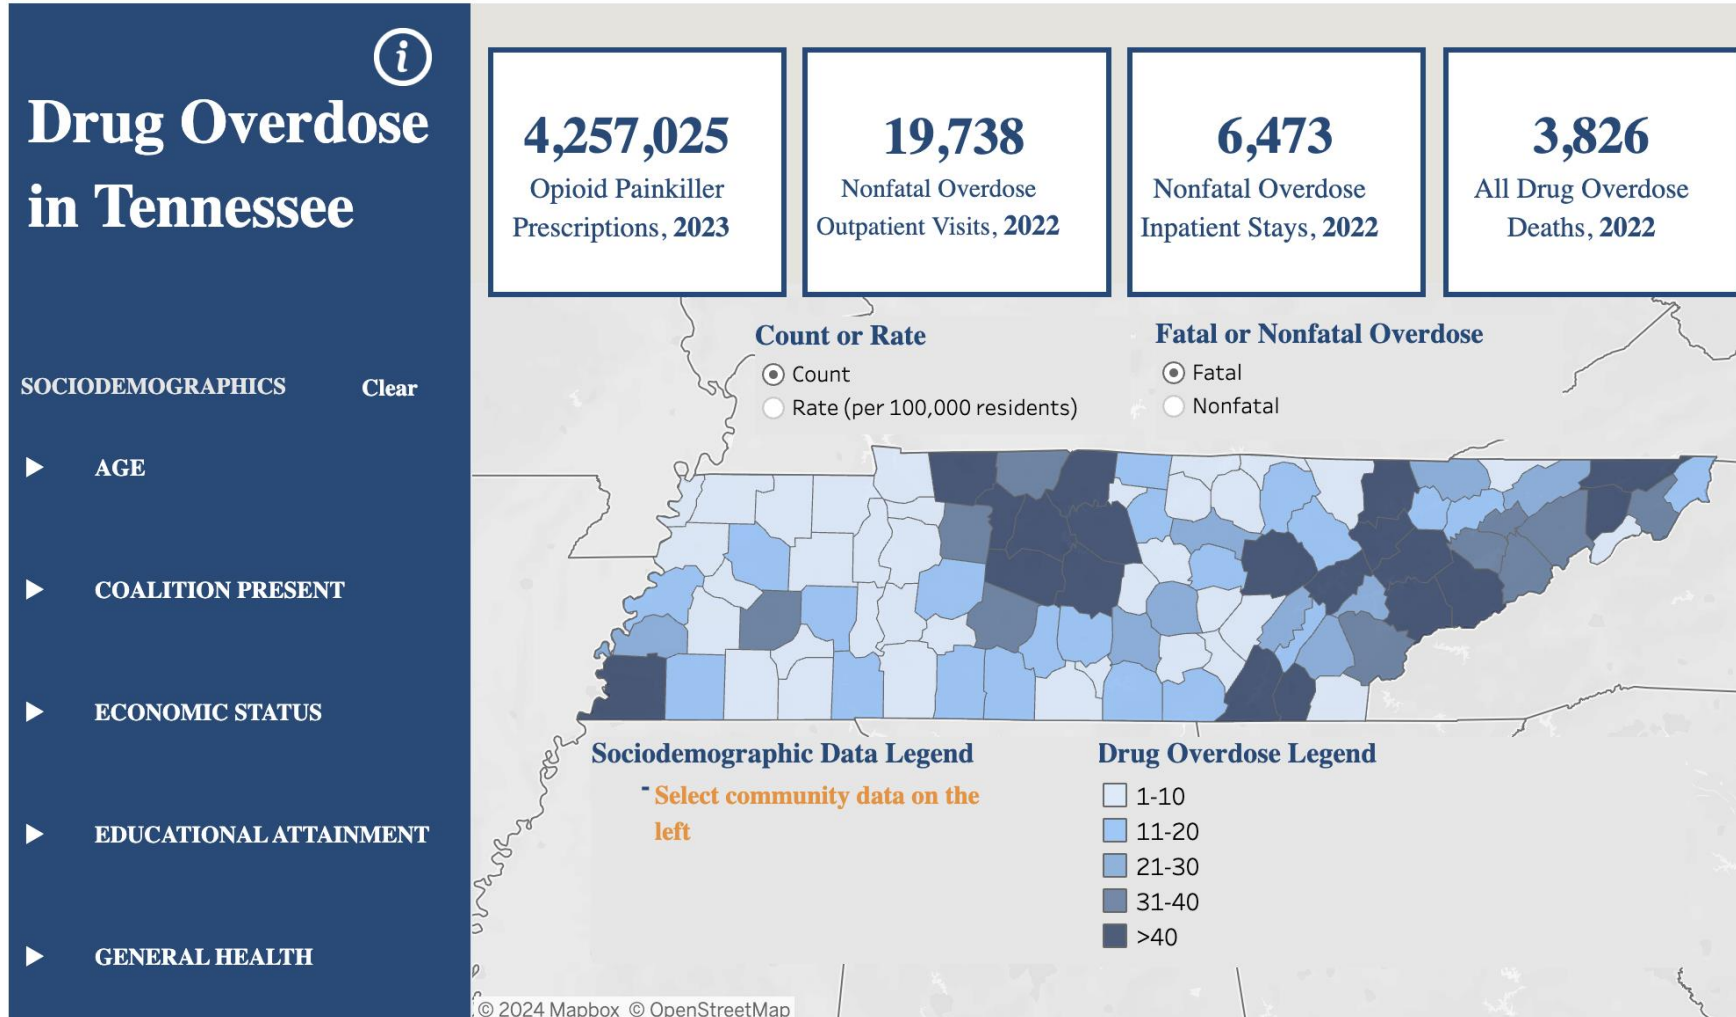 Drug Overdose
in Tennessee
SOCIODEMOGRAPHICS Clear
AGE
COALITION PRESENT
ECONOMIC STATUS
EDUCATIONAL ATTAINMENT
GENERAL HEALTH
4,257,025
Opioid Painkiller
Prescriptions, 2023
19,738
Nonfatal Overdose
Outpatient Visits, 2022
6,473
Nonfatal Overdose
Inpatient Stays, 2022
3,826
All Drug Overdose
Deaths, 2022
Count or Rate
Count
Rate (per 100,000 residents)
Fatal or Nonfatal Overdose
Fatal
Nonfatal
Sociodemographic Data Legend
- Select community data on the
left
Drug Overdose Legend
1-10
11-20
21-30
31-40
>40
© 2024 Mapbox © OpenStreetMap